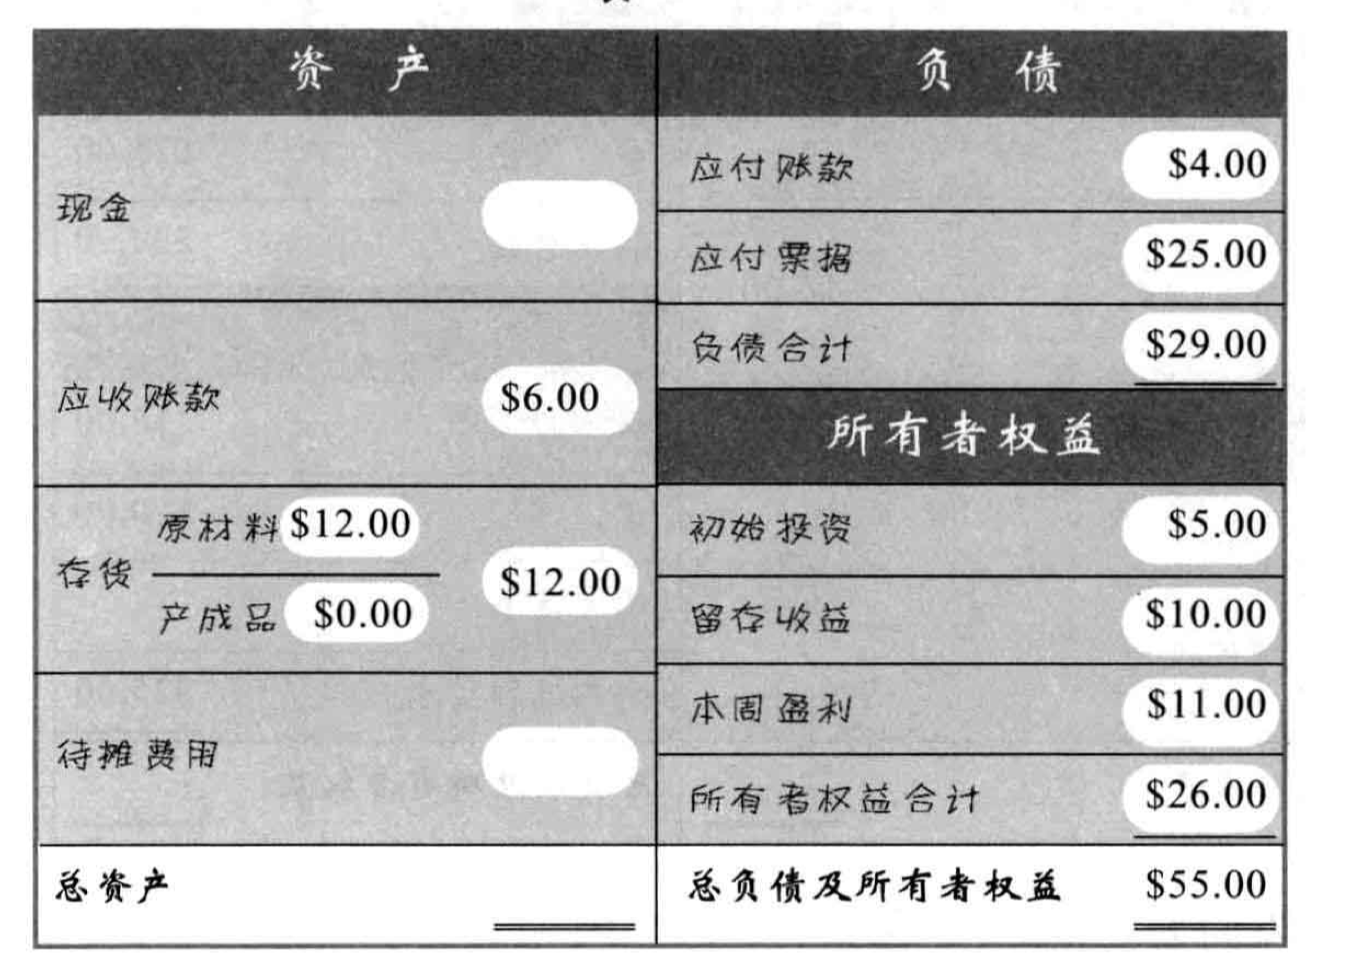 资 产
现金
应收账款 $6.00
原材料 $12.00
存货 $12.00
产成品 $0.00
待摊费用
总资产
负 债
应付账款 $4.00
应付票据 $25.00
负债合计 $29.00
所有者权益
初始投资 $5.00
留存收益 $10.00
本周盈利 $11.00
所有者权益合计 $26.00
总负债及所有者权益 $55.00